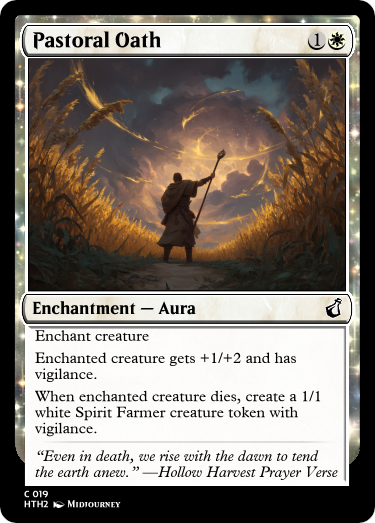 Pastoral Oath 1
Enchantment — Aura
Enchant creature
Enchanted creature gets +1/+2 and has
vigilance.
When enchanted creature dies, create a 1/1
white Spirit Farmer creature token with
vigilance.
“Even in death, we rise with the dawn to tend
the earth anew.” —Hollow Harvest Prayer Verse
C 019
HTH2 Midjourney